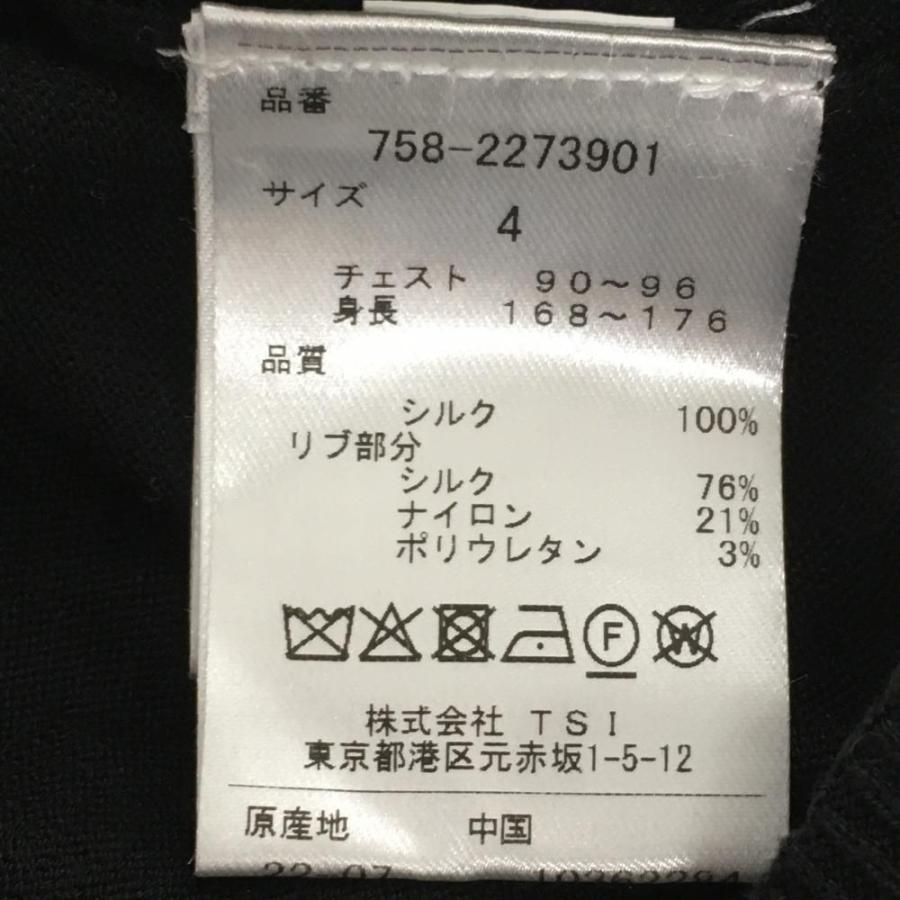 品番
758-2273901
サイズ
4
チェスト 90～96
身長 168～176
品質
シルク 100%
リブ部分
シルク 76%
ナイロン 21%
ポリウレタン 3%
F W
株式会社 TSI
東京都港区元赤坂1-5-12
原産地 中国